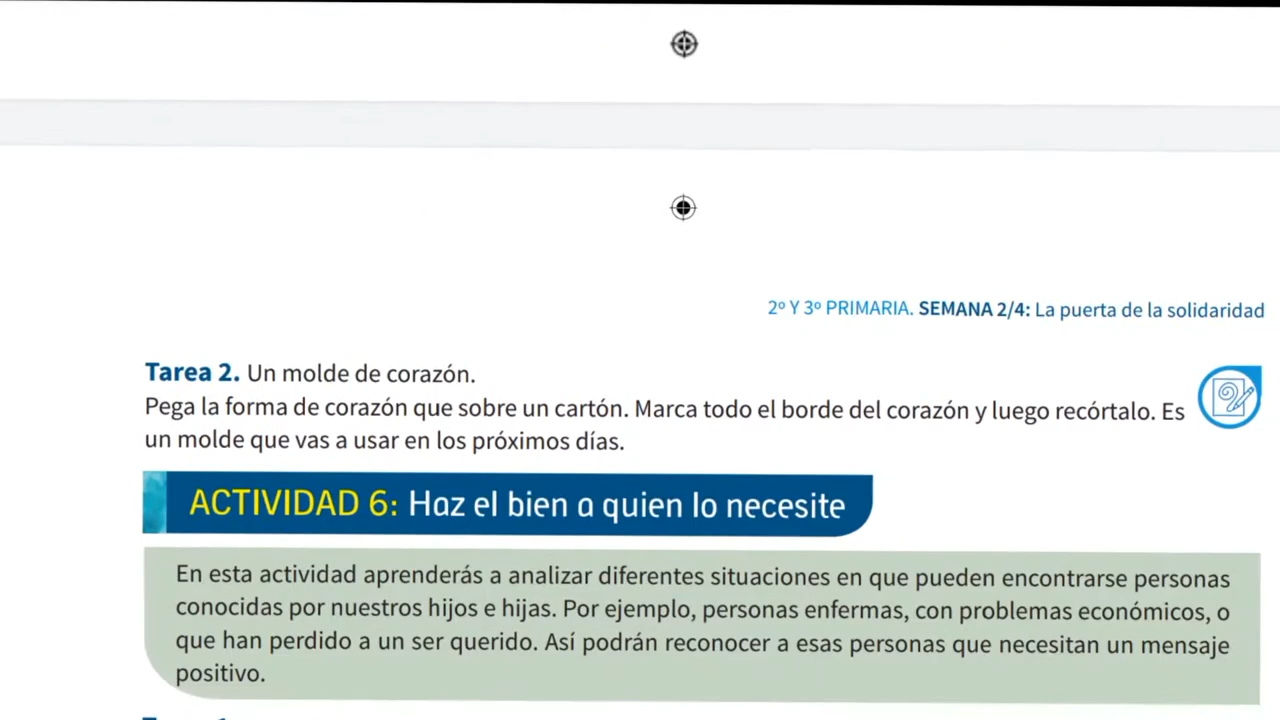 2º Y 3º PRIMARIA. SEMANA 2/4: La puerta de la solidaridad
Tarea 2. Un molde de corazón.
Pega la forma de corazón que sobre un cartón. Marca todo el borde del corazón y luego recórtalo. Es
un molde que vas a usar en los próximos días.
ACTIVIDAD 6: Haz el bien a quien lo necesite
En esta actividad aprenderás a analizar diferentes situaciones en que pueden encontrarse personas
conocidas por nuestros hijos e hijas. Por ejemplo, personas enfermas, con problemas económicos, o
que han perdido a un ser querido. Así podrán reconocer a esas personas que necesitan un mensaje
positivo.